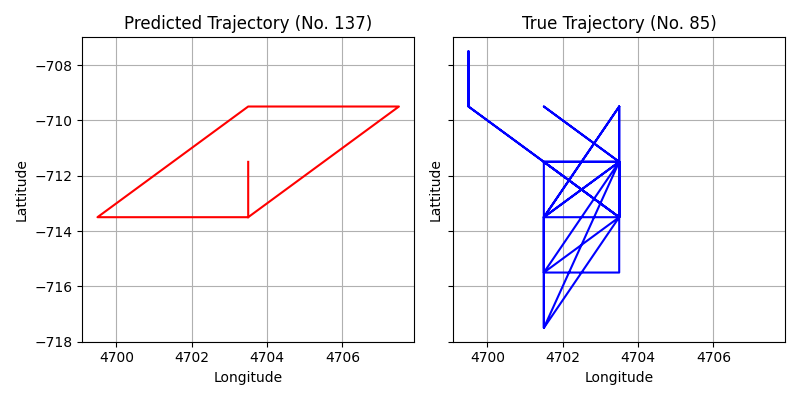 Predicted Trajectory (No. 137)
True Trajectory (No. 85)
Lattitude
−708
−710
−712
−714
−716
−718
4700
4702
4704
4706
Longitude
Lattitude
4700
4702
4704
4706
Longitude